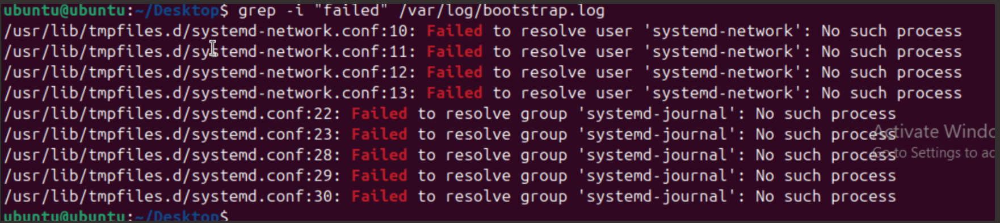 ubuntu@ubuntu:~/Desktop$ grep -i "failed" /var/log/bootstrap.log
/usr/lib/tmpfiles.d/systemd-network.conf:10: Failed to resolve user 'systemd-network': No such process
/usr/lib/tmpfiles.d/systemd-network.conf:11: Failed to resolve user 'systemd-network': No such process
/usr/lib/tmpfiles.d/systemd-network.conf:12: Failed to resolve user 'systemd-network': No such process
/usr/lib/tmpfiles.d/systemd-network.conf:13: Failed to resolve user 'systemd-network': No such process
/usr/lib/tmpfiles.d/systemd.conf:22: Failed to resolve group 'systemd-journal': No such process
/usr/lib/tmpfiles.d/systemd.conf:23: Failed to resolve group 'systemd-journal': No such process
Activate Windo
/usr/lib/tmpfiles.d/systemd.conf:28: Failed to resolve group 'systemd-journal': No such process
Go to Settings to ac
/usr/lib/tmpfiles.d/systemd.conf:29: Failed to resolve group 'systemd-journal': No such process
/usr/lib/tmpfiles.d/systemd.conf:30: Failed to resolve group 'systemd-journal': No such process
ubuntu@ubuntu:~/Desktop$